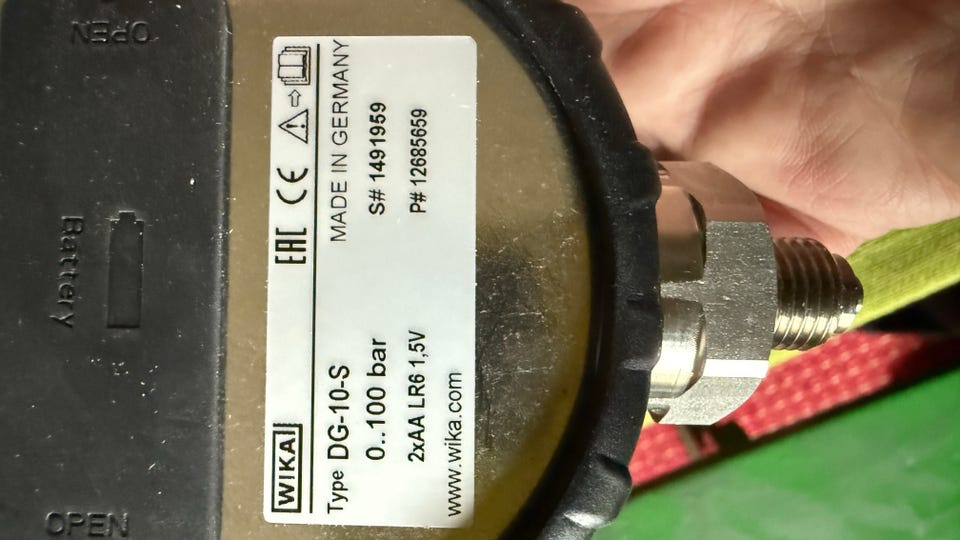 WIKA
EAC CE
Type DG-10-S
MADE IN GERMANY
0..100 bar
S# 1491959
2xAA LR6 1,5V
P# 12685659
www.wika.com
OPEN
Battery
OPEN